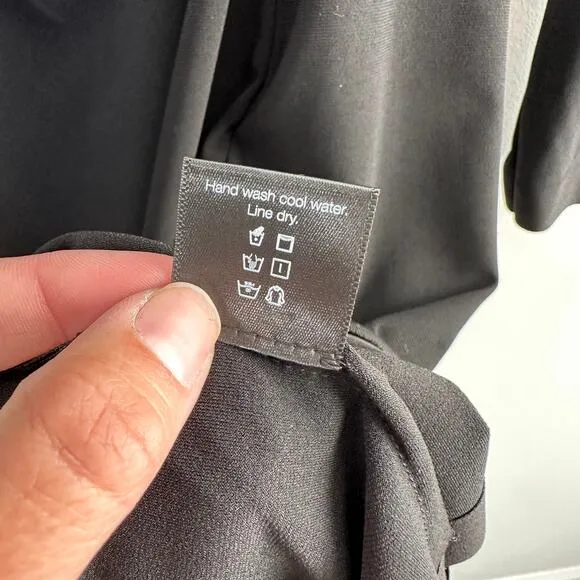 Hand wash cool water.
Line dry.